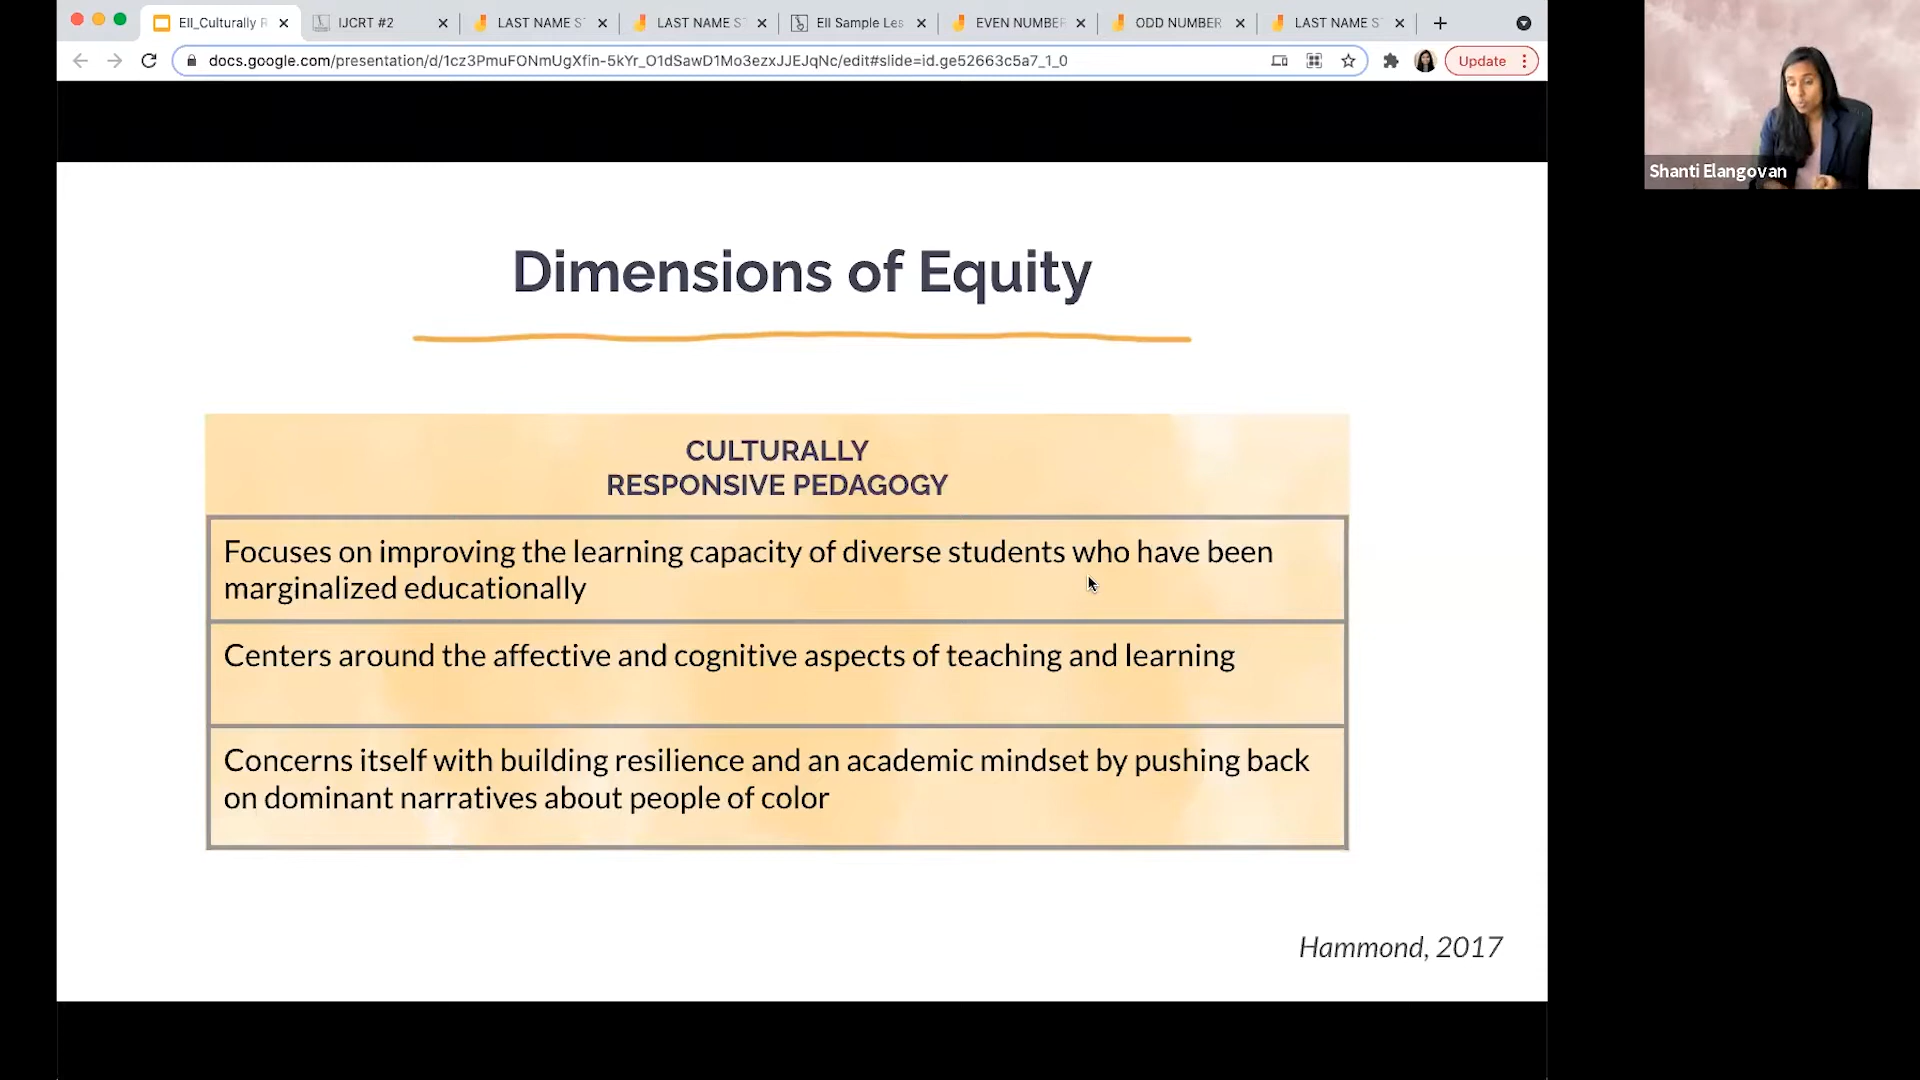 EII_Culturally R
IJCRT #2
LAST NAME S
LAST NAME S
EII Sample Les
EVEN NUMBER
ODD NUMBER
LAST NAME S
docs.google.com/presentation/d/1cz3PmuFONmUgXfin-5kYr_O1dSawD1Mo3ezxJJEJqNc/edit#slide=id.ge52663c5a7_1_0
Update
Shanti Elangovan
Dimensions of Equity
CULTURALLY
RESPONSIVE PEDAGOGY
Focuses on improving the learning capacity of diverse students who have been
marginalized educationally
Centers around the affective and cognitive aspects of teaching and learning
Concerns itself with building resilience and an academic mindset by pushing back
on dominant narratives about people of color
Hammond, 2017